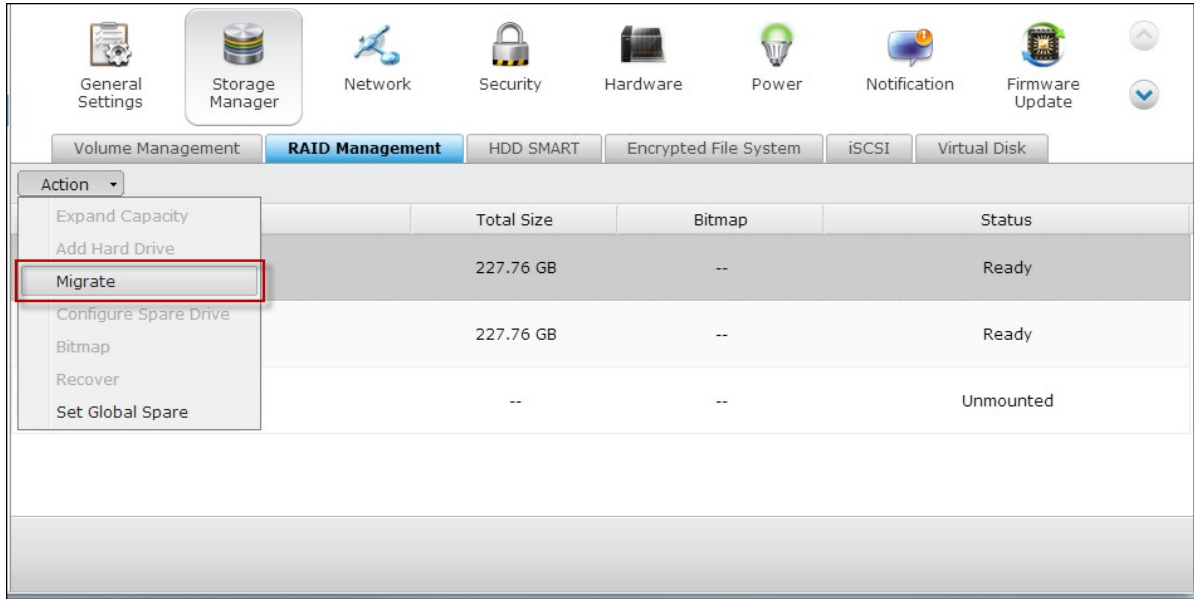 General Settings
Storage Manager
Network
Security
Hardware
Power
Notification
Firmware Update
Volume Management
RAID Management
HDD SMART
Encrypted File System
iSCSI
Virtual Disk
Action
Expand Capacity
Add Hard Drive
Migrate
Configure Spare Drive
Bitmap
Recover
Set Global Spare
Total Size Bitmap Status
227.76 GB -- Ready
227.76 GB -- Ready
-- -- Unmounted